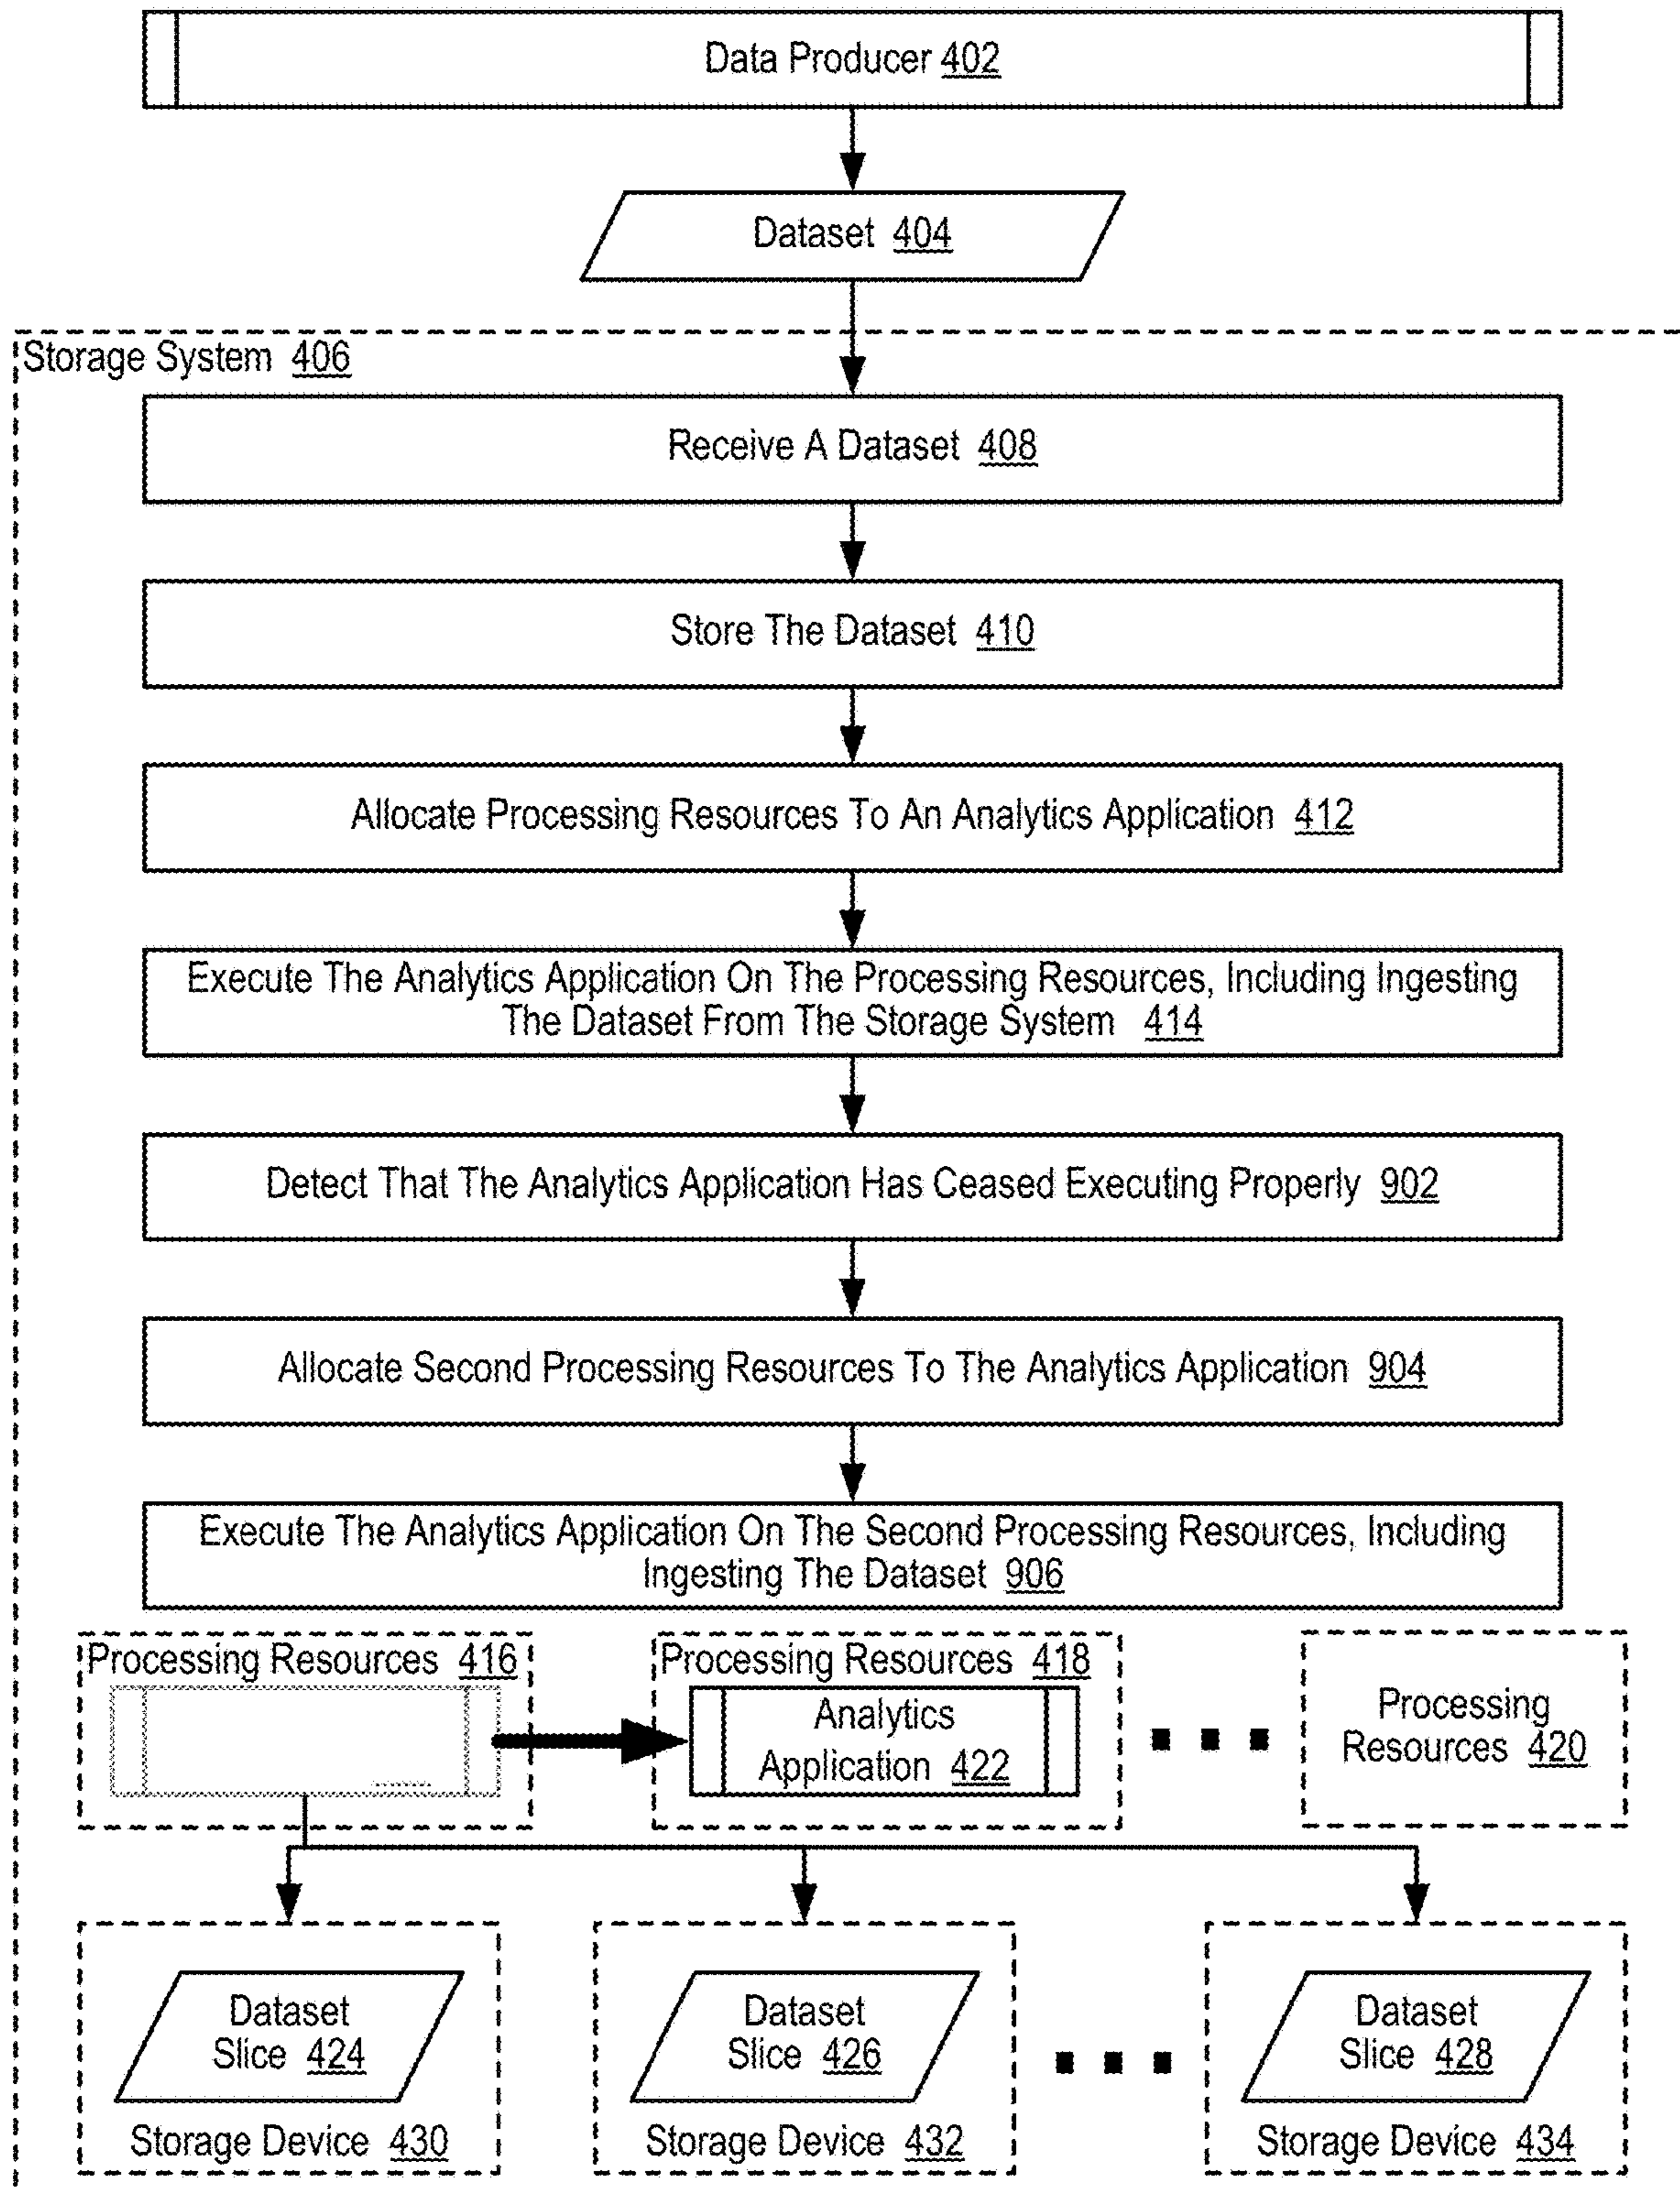 Data Producer 402
Dataset 404
Storage System 406
Receive A Dataset 408
Store The Dataset 410
Allocate Processing Resources To An Analytics Application 412
Execute The Analytics Application On The Processing Resources, Including Ingesting
The Dataset From The Storage System 414
Detect That The Analytics Application Has Ceased Executing Properly 902
Allocate Second Processing Resources To The Analytics Application 904
Execute The Analytics Application On The Second Processing Resources, Including
Ingesting The Dataset 906
Processing Resources 416
Processing Resources 418
Analytics
Application 422
Processing
Resources 420
Dataset
Slice 424
Storage Device 430
Dataset
Slice 426
Storage Device 432
Dataset
Slice 428
Storage Device 434